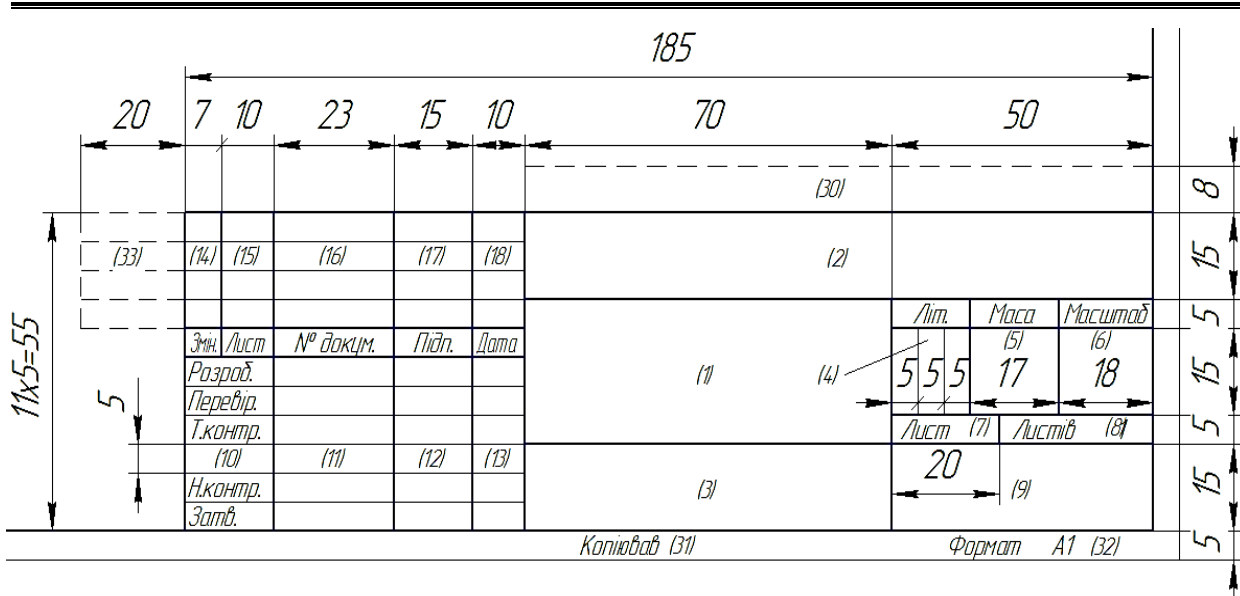 185
20 7 10 23 15 10 70 50
(30) 8
(33) (14) (15) (16) (17) (18) (2) 15
Літ. Маса Масштаб 5
Змін. Лист № докум. Підп. Дата (5) (6)
11x5=55
Розроб. (1) (4) 5 5 5 17 18 15
5 Перевір.
Т.контр. Лист (7) Листів (8) 5
(10) (11) (12) (13) 20
Н.контр. (3) (9) 15
Затв.
Копіював (31) Формат А1 (32) 5